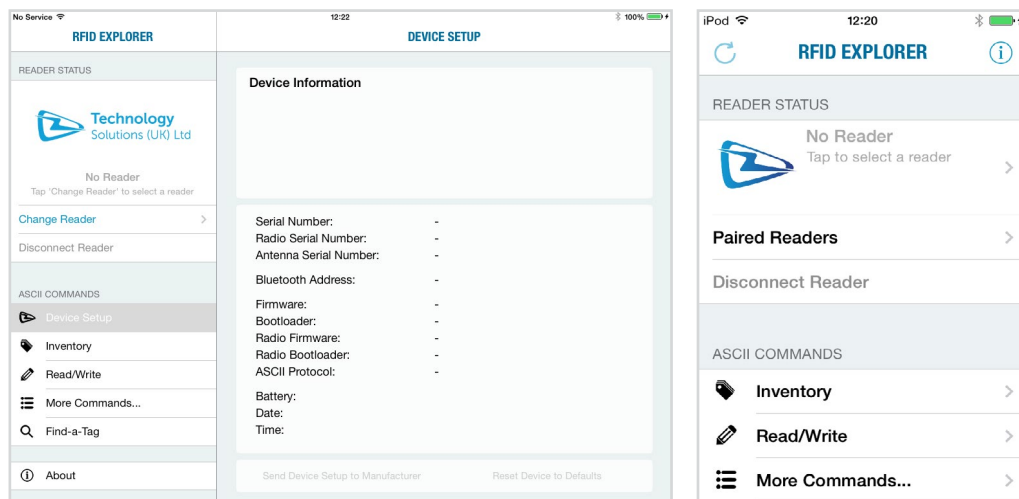 No Service 12:22 100%
RFID EXPLORER
DEVICE SETUP
READER STATUS
Technology
Solutions (UK) Ltd
No Reader
Tap 'Change Reader' to select a reader
Change Reader
Disconnect Reader
ASCII COMMANDS
Device Setup
Inventory
Read/Write
More Commands...
Find-a-Tag
About
Device Information
Serial Number: -
Radio Serial Number: -
Antenna Serial Number: -
Bluetooth Address: -
Firmware: -
Bootloader: -
Radio Firmware: -
Radio Bootloader: -
ASCII Protocol: -
Battery:
Date:
Time:
Send Device Setup to Manufacturer Reset Device to Defaults
iPod 12:20
RFID EXPLORER
READER STATUS
No Reader
Tap to select a reader
Paired Readers
Disconnect Reader
ASCII COMMANDS
Inventory
Read/Write
More Commands...